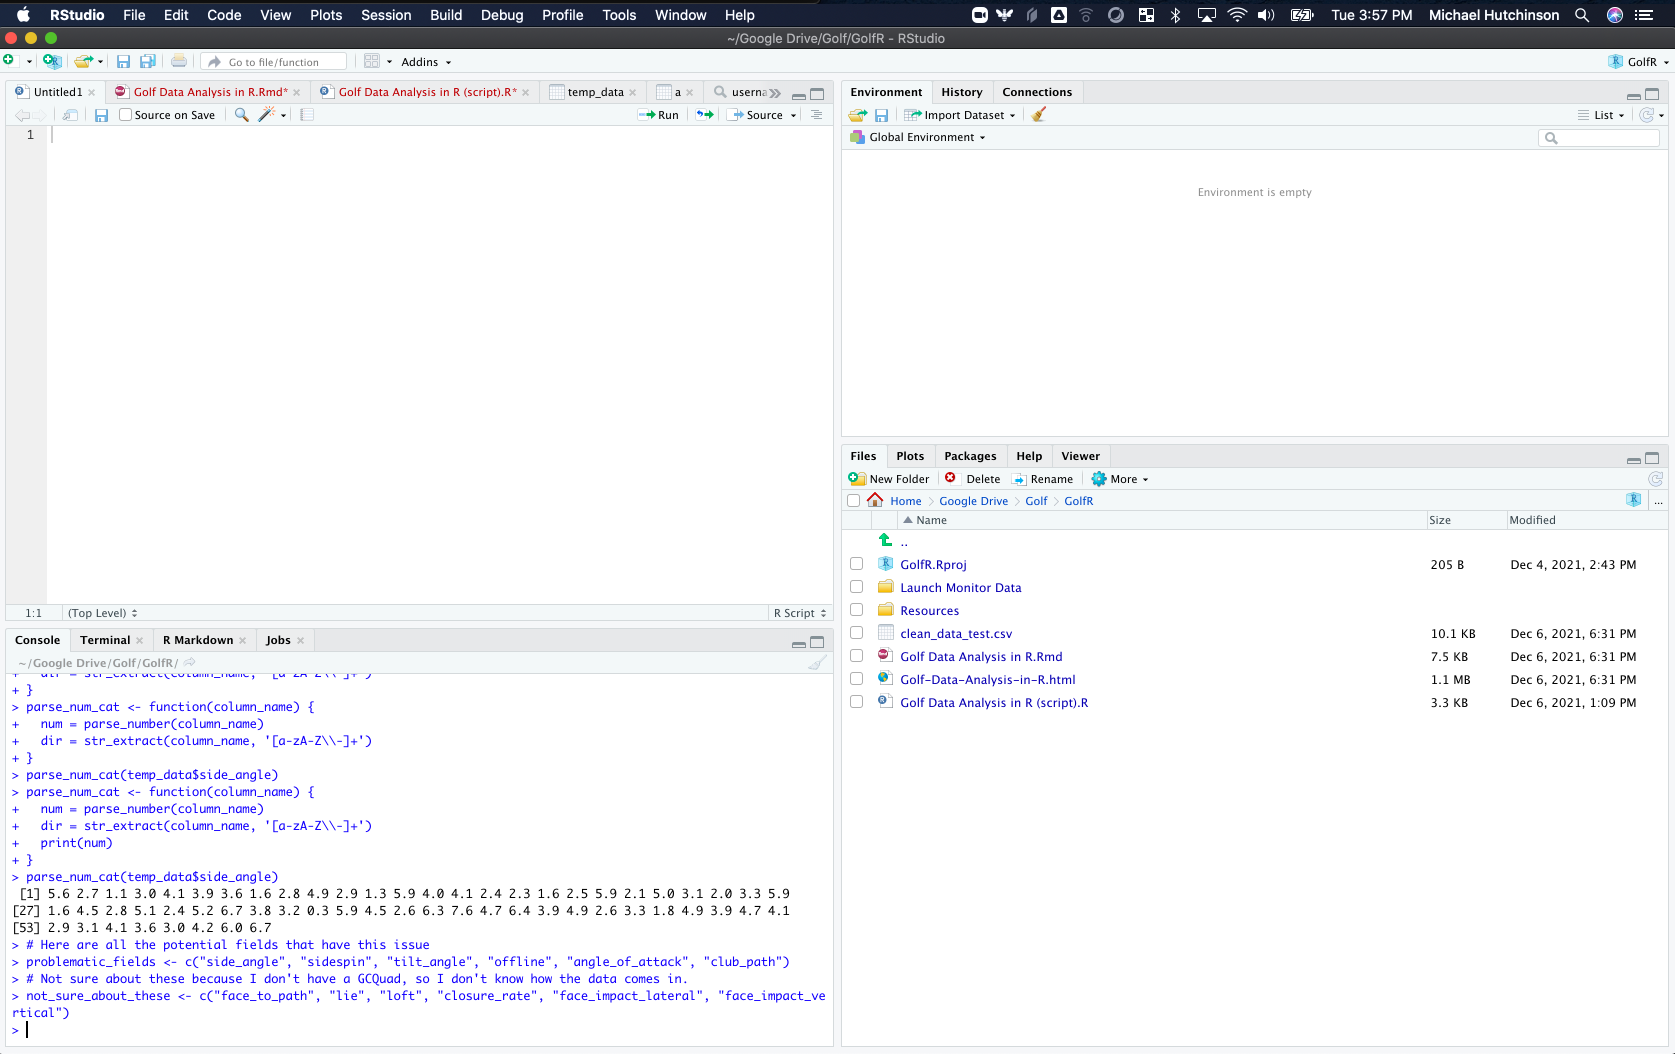 RStudio File Edit Code View Plots Session Build Debug Profile Tools Window Help Tue 3:57 PM Michael Hutchinson
~/Google Drive/Golf/GolfR - RStudio
Go to file/function Addins GolfR
Untitled1 Golf Data Analysis in R.Rmd* Golf Data Analysis in R (script).R* temp_data a userna
Source on Save Run Source
1
1:1 (Top Level) R Script
Console Terminal R Markdown Jobs
~/Google Drive/Golf/GolfR/
+   dir = str_extract(column_name, '[a-zA-Z\\-]+')
+ }
> parse_num_cat <- function(column_name) {
+   num = parse_number(column_name)
+   dir = str_extract(column_name, '[a-zA-Z\\-]+')
+ }
> parse_num_cat(temp_data$side_angle)
> parse_num_cat <- function(column_name) {
+   num = parse_number(column_name)
+   dir = str_extract(column_name, '[a-zA-Z\\-]+')
+   print(num)
+ }
> parse_num_cat(temp_data$side_angle)
[1] 5.6 2.7 1.1 3.0 4.1 3.9 3.6 1.6 2.8 4.9 2.9 1.3 5.9 4.0 4.1 2.4 2.3 1.6 2.5 5.9 2.1 5.0 3.1 2.0 3.3 5.9
[27] 1.6 4.5 2.8 5.1 2.4 5.2 6.7 3.8 3.2 0.3 5.9 4.5 2.6 6.3 7.6 4.7 6.4 3.9 4.9 2.6 3.3 1.8 4.9 3.9 4.7 4.1
[53] 2.9 3.1 4.1 3.6 3.0 4.2 6.0 6.7
> # Here are all the potential fields that have this issue
> problematic_fields <- c("side_angle", "sidespin", "tilt_angle", "offline", "angle_of_attack", "club_path")
> # Not sure about these because I don't have a GCQuad, so I don't know how the data comes in.
> not_sure_about_these <- c("face_to_path", "lie", "loft", "closure_rate", "face_impact_lateral", "face_impact_ve
rtical")
>
Environment History Connections
Import Dataset List
Global Environment
Environment is empty
Files Plots Packages Help Viewer
New Folder Delete Rename More
Home Google Drive Golf GolfR ...
Name Size Modified
..
GolfR.Rproj 205 B Dec 4, 2021, 2:43 PM
Launch Monitor Data
Resources
clean_data_test.csv 10.1 KB Dec 6, 2021, 6:31 PM
Golf Data Analysis in R.Rmd 7.5 KB Dec 6, 2021, 6:31 PM
Golf-Data-Analysis-in-R.html 1.1 MB Dec 6, 2021, 6:31 PM
Golf Data Analysis in R (script).R 3.3 KB Dec 6, 2021, 1:09 PM